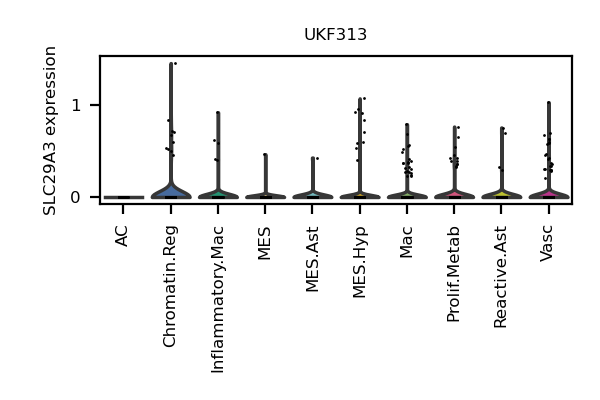 UKF313
SLC29A3 expression
1
0
AC
Chromatin.Reg
Inflammatory.Mac
MES
MES.Ast
MES.Hyp
Mac
Prolif.Metab
Reactive.Ast
Vasc